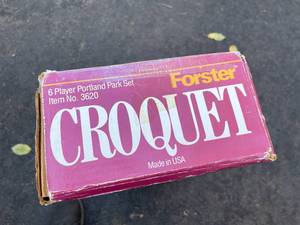 6 Player Portland Park Set
Item No. 3620
Forster
CROQUET
Made in USA